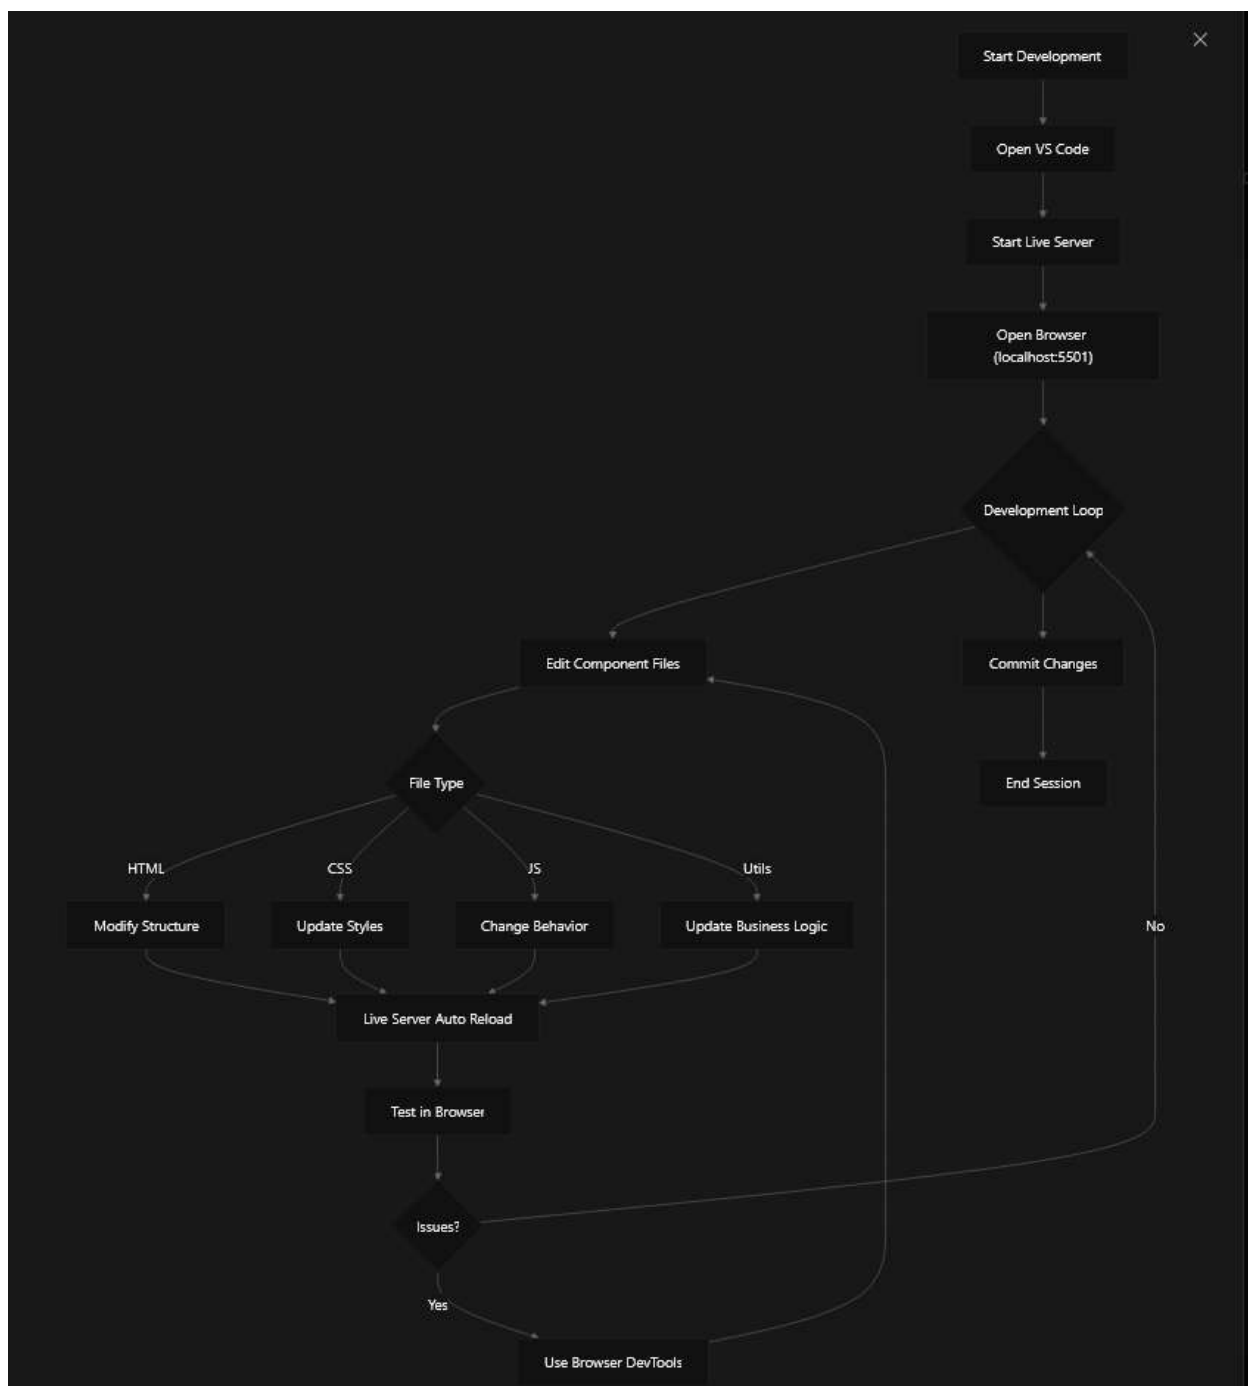 Start Development
Open VS Code
Start Live Server
Open Browser
(localhost:5501)
Development Loop
Edit Component Files
Commit Changes
File Type
End Session
HTML
CSS
JS
Utils
Modify Structure
Update Styles
Change Behavior
Update Business Logic
No
Live Server Auto Reload
Test in Browser
Issues?
Yes
Use Browser DevTools